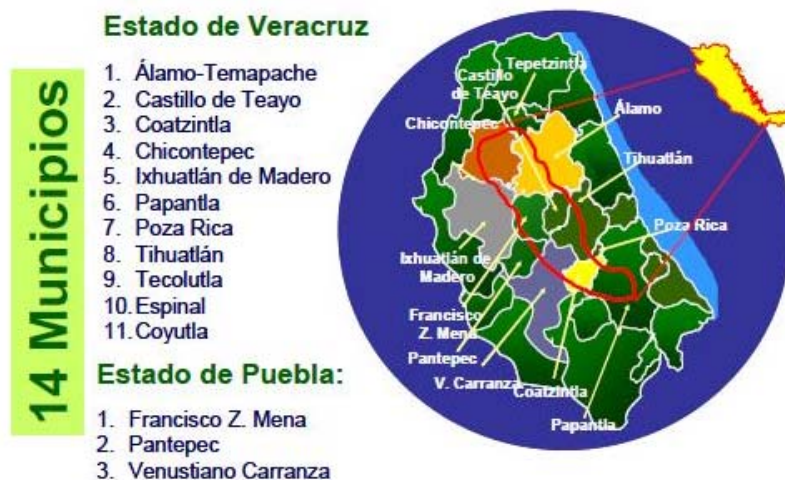 14 Municipios
Estado de Veracruz
1. Álamo-Temapache
2. Castillo de Teayo
3. Coatzintla
4. Chicontepec
5. Ixhuatlán de Madero
6. Papantla
7. Poza Rica
8. Tihuatlán
9. Tecolutla
10. Espinal
11. Coyutla
Estado de Puebla:
1. Francisco Z. Mena
2. Pantepec
3. Venustiano Carranza
Tepetzintla
Castillo
de Teayo
Álamo
Chicontepec
Tihuatlán
Poza Rica
Ixhuatlán de
Madero
Francisco
Z. Mena
Pantepec
V. Carranza
Coatzintla
Papantla